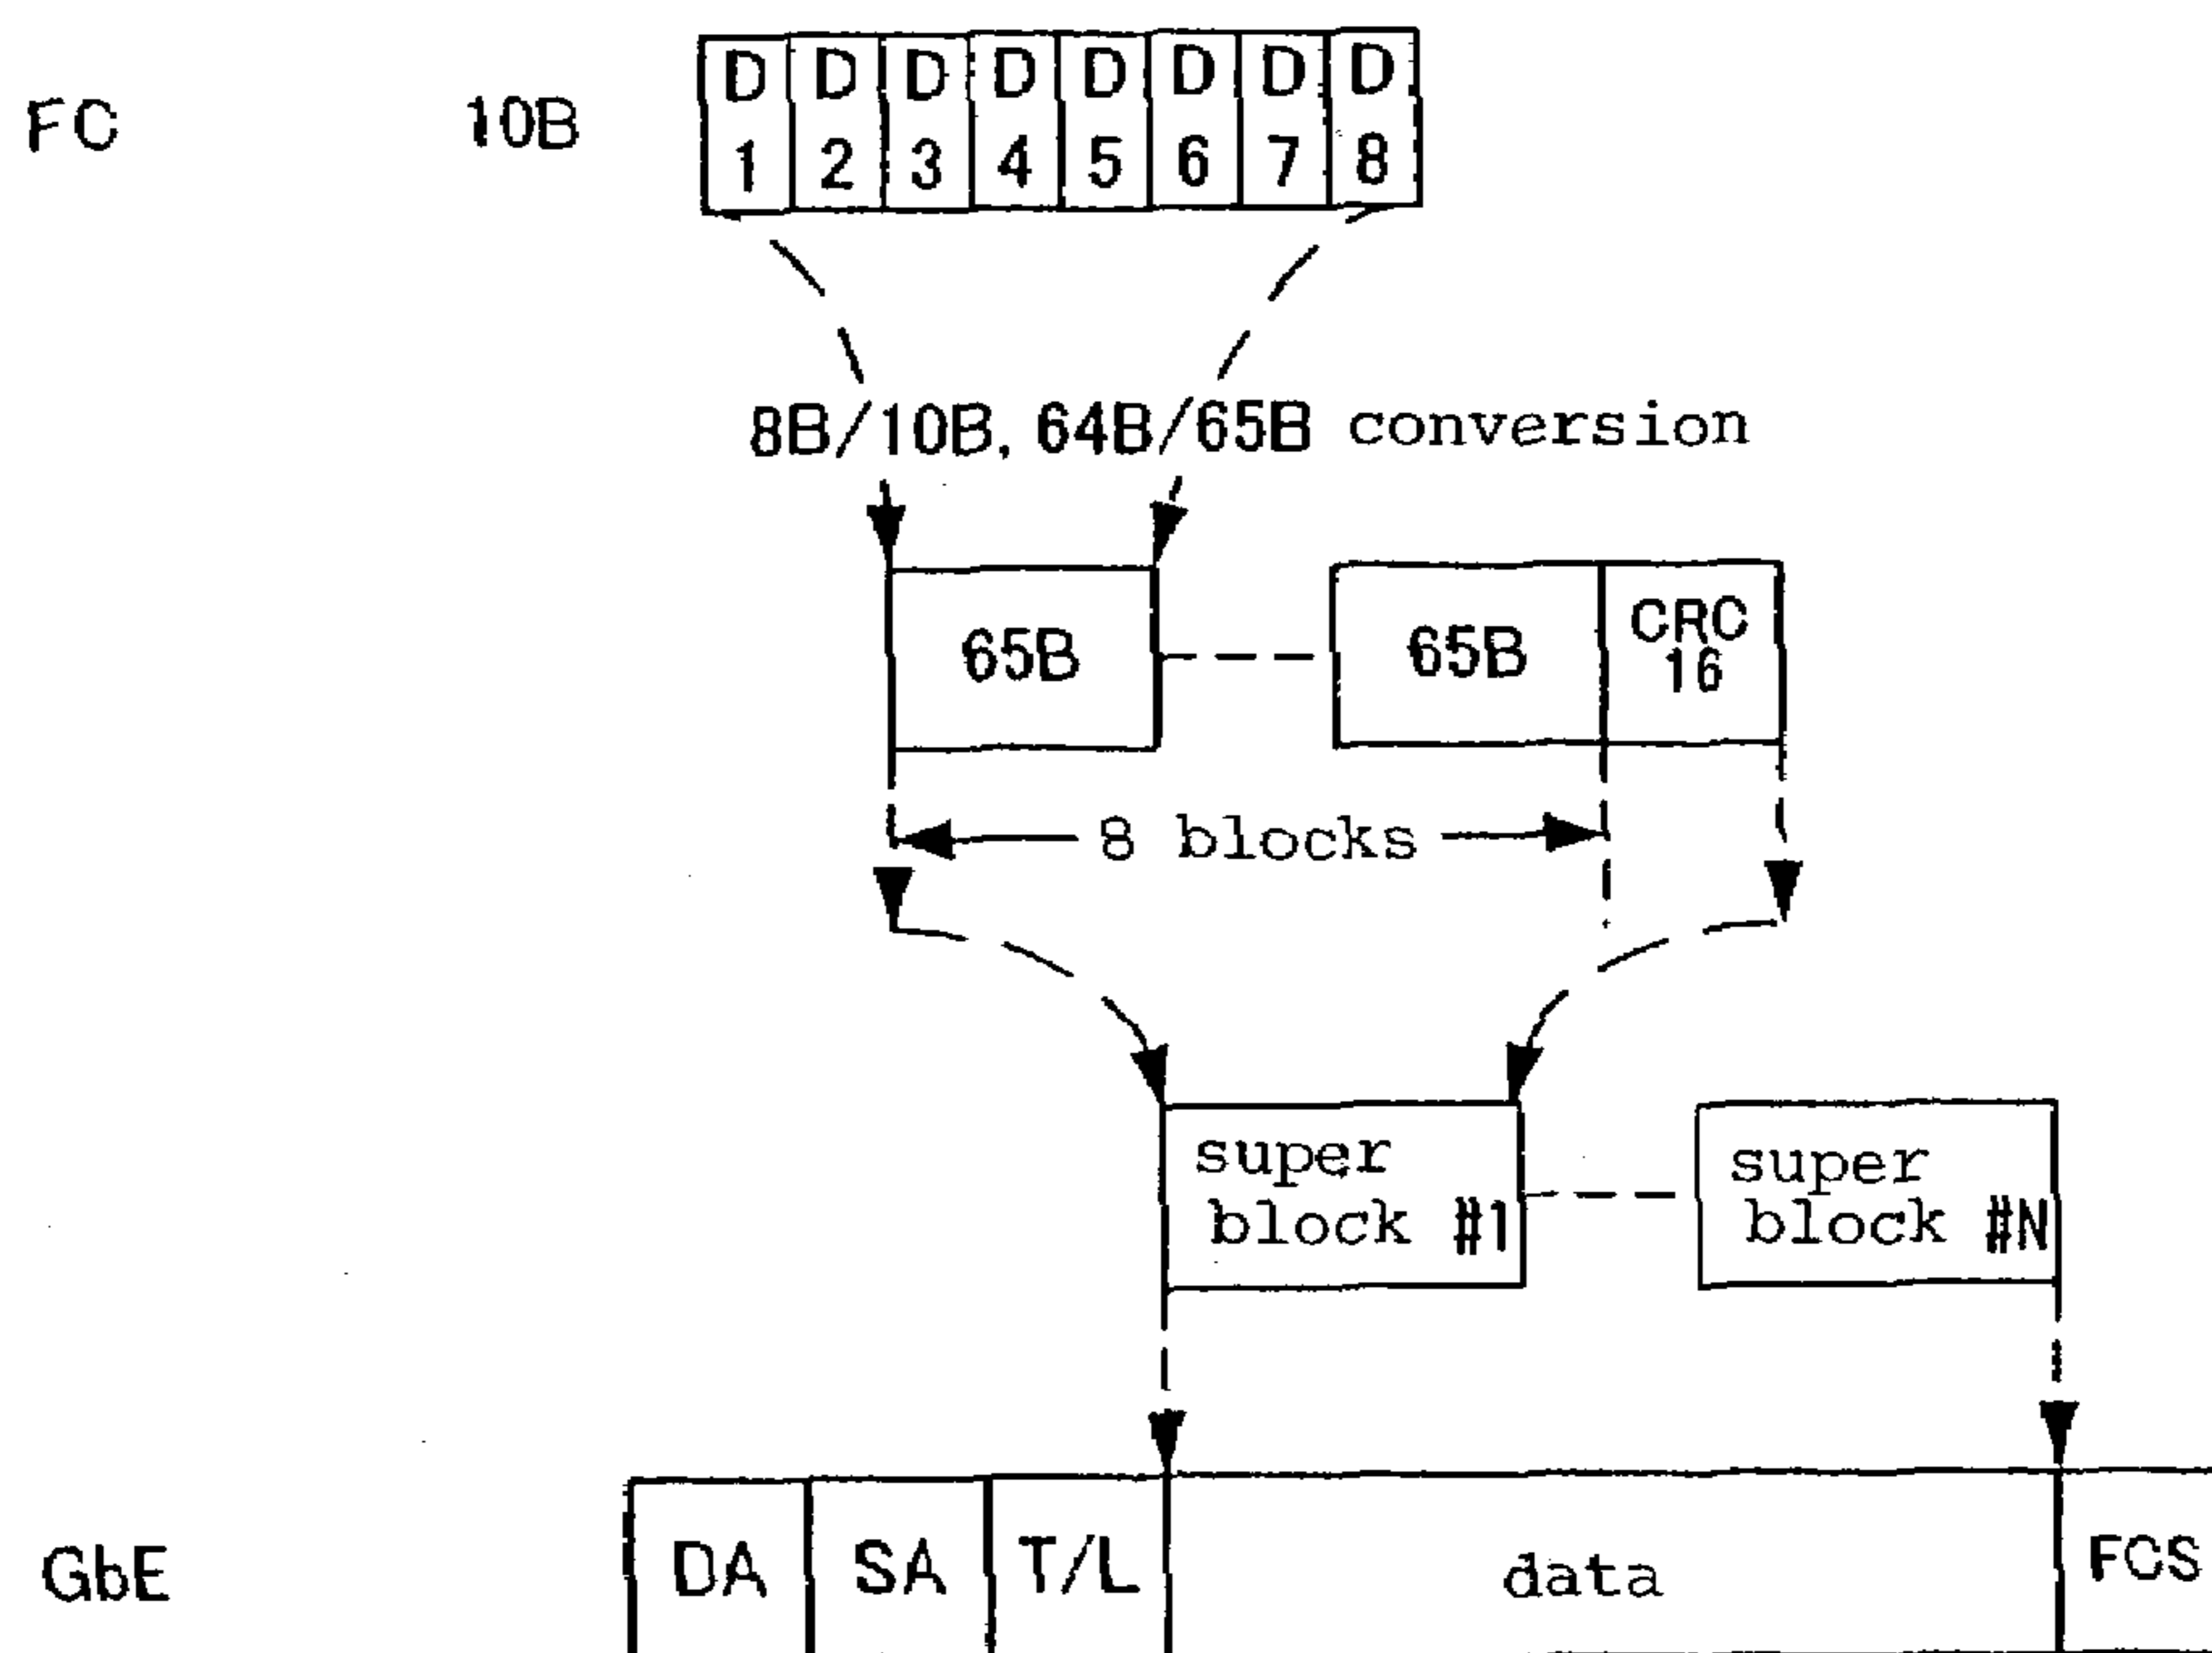 FC
10B
D D D D D D D D
1 2 3 4 5 6 7 8
8B/10B, 64B/65B conversion
65B
65B
CRC
16
8 blocks
super
block #1
super
block #N
GbE
DA
SA
T/L
data
FCS